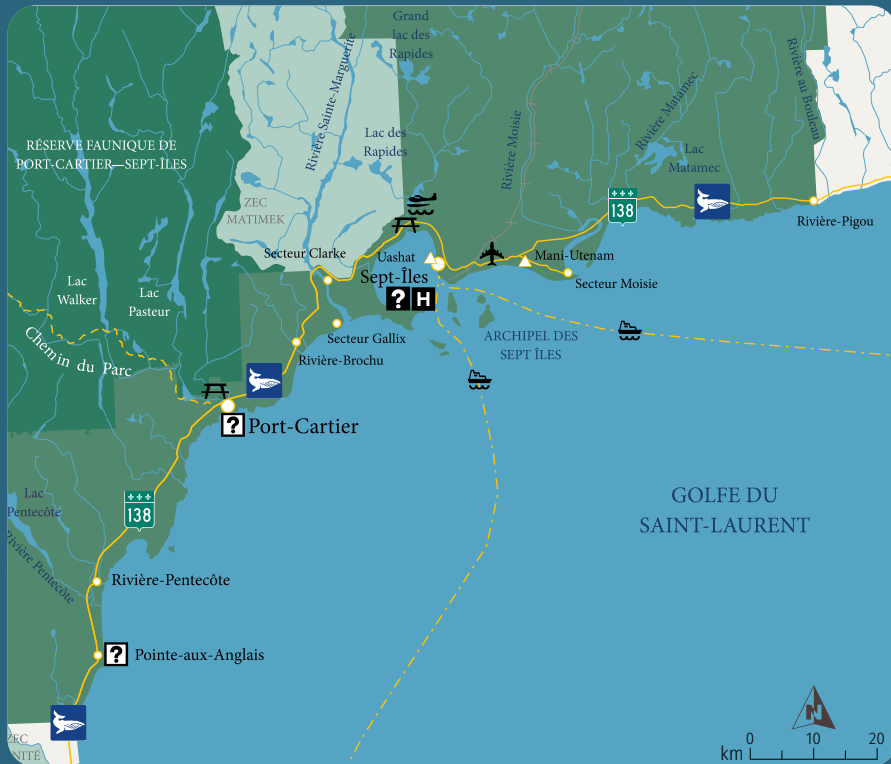 Grand
lac des
Rapides
Rivière Sainte-Marguerite
Rivière au Bouleau
Rivière Matamec
Rivière Moisie
Lac des
Rapides
RÉSERVE FAUNIQUE DE
PORT-CARTIER—SEPT-ÎLES
Lac
Matamec
ZEC
MATIMEK
138
Rivière-Pigou
Secteur Clarke
Uashat
Mani-Utenam
Sept-Îles
Secteur Moisie
Lac
Walker
Lac
Pasteur
? H
Secteur Gallix
ARCHIPEL DES
SEPT ÎLES
Chemin du Parc
Rivière-Brochu
? Port-Cartier
Lac
Pentecôte
138
GOLFE DU
SAINT-LAURENT
Rivière Pentecôte
Rivière-Pentecôte
? Pointe-aux-Anglais
N
ZEC
NITÉ
0 10 20
km